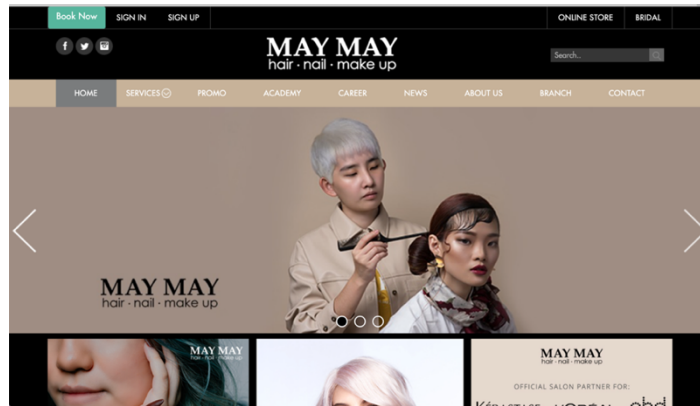 Book Now SIGN IN SIGN UP ONLINE STORE BRIDAL
MAY MAY
hair · nail · make up
Search..
HOME SERVICES PROMO ACADEMY CAREER NEWS ABOUT US BRANCH CONTACT
MAY MAY
hair · nail · make up
MAY MAY
hair · nail · make up
MAY MAY
hair · nail · make up
OFFICIAL SALON PARTNER FOR:
KÉRASTASE ghd